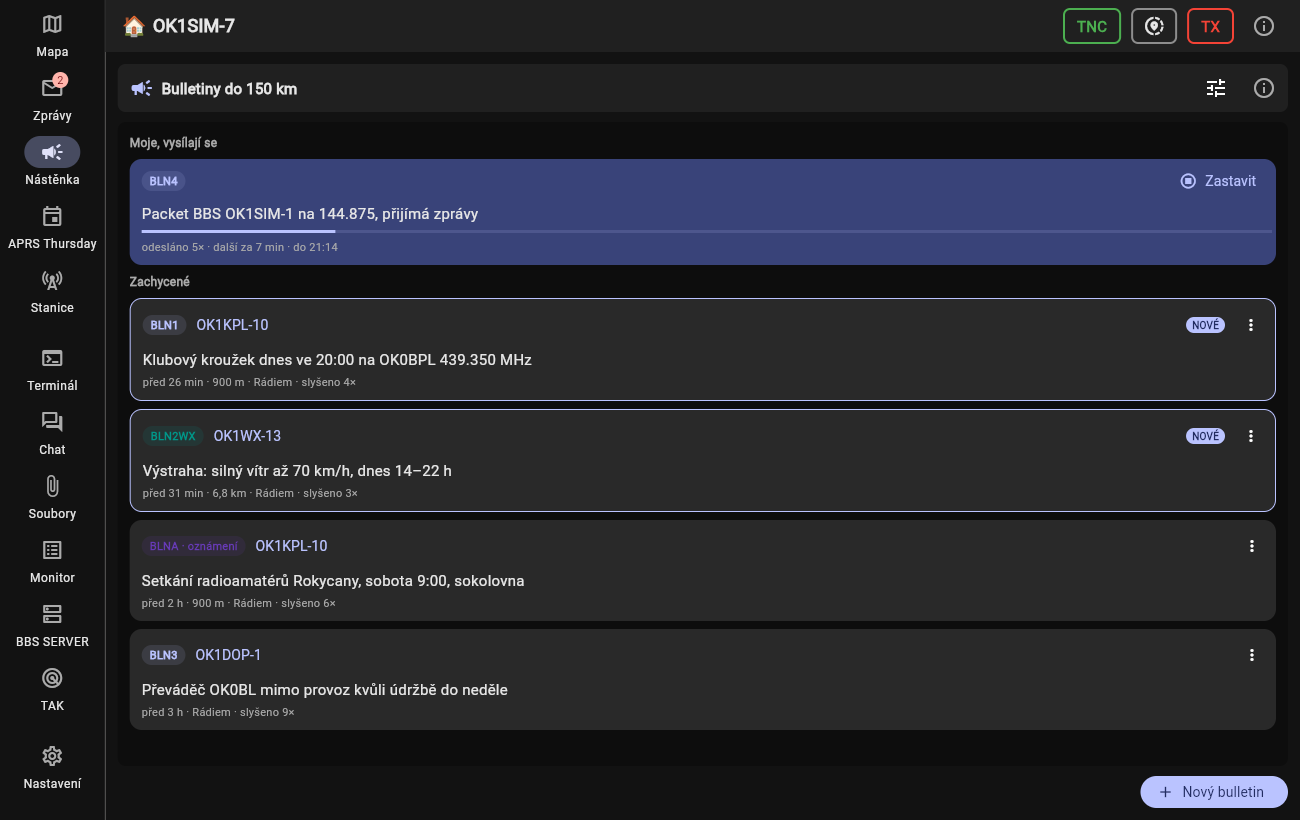 Mapa
2
Zprávy
Nástěnka
APRS Thursday
Stanice
Terminál
Chat
Soubory
Monitor
BBS SERVER
TAK
Nastavení
OK1SIM-7
TNC
TX
Bulletiny do 150 km
Moje, vysílají se
BLN4
Zastavit
Packet BBS OK1SIM-1 na 144.875, přijímá zprávy
odesláno 5× · další za 7 min · do 21:14
Zachycené
BLN1 OK1KPL-10 NOVÉ
Klubový kroužek dnes ve 20:00 na OK0BPL 439.350 MHz
před 26 min · 900 m · Rádiem · slyšeno 4×
BLN2WX OK1WX-13 NOVÉ
Výstraha: silný vítr až 70 km/h, dnes 14–22 h
před 31 min · 6,8 km · Rádiem · slyšeno 3×
BLNA · oznámení OK1KPL-10
Setkání radioamatérů Rokycany, sobota 9:00, sokolovna
před 2 h · 900 m · Rádiem · slyšeno 6×
BLN3 OK1DOP-1
Převáděč OK0BL mimo provoz kvůli údržbě do neděle
před 3 h · Rádiem · slyšeno 9×
+ Nový bulletin